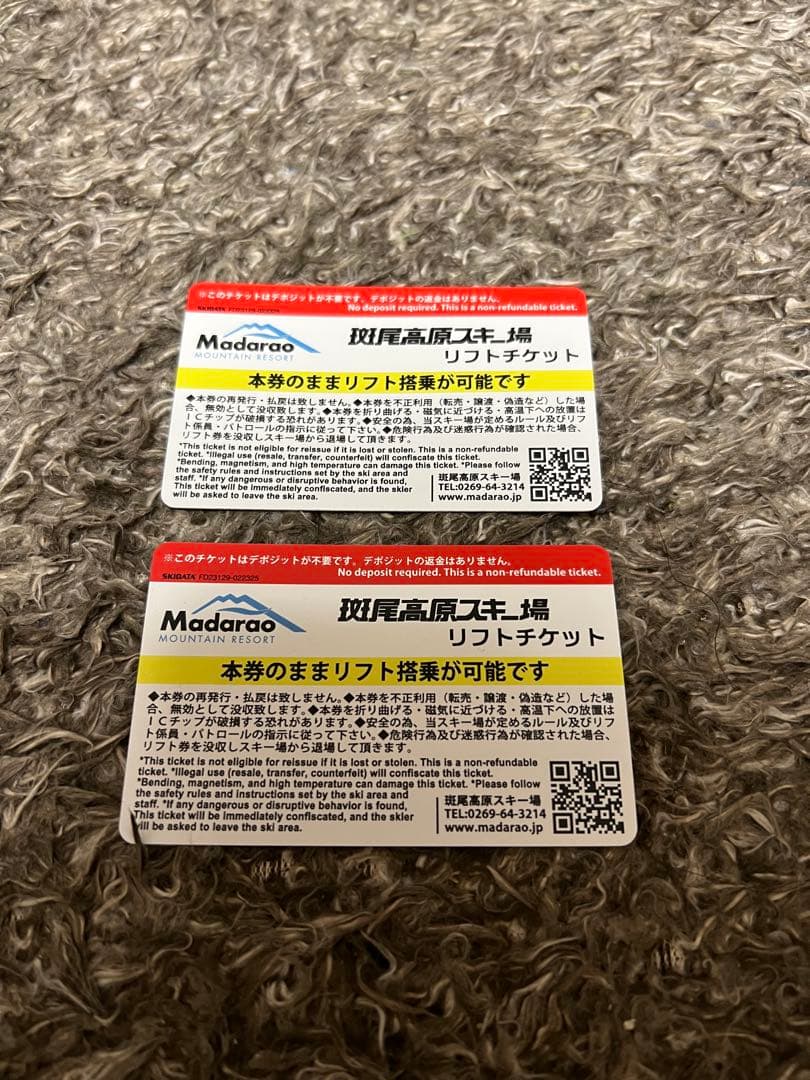 ※このチケットはデポジットが不要です。デポジットの返金はありません。
No deposit required. This is a non-refundable ticket.
SKIDATA
Madarao
MOUNTAIN RESORT
斑尾高原スキー場
リフトチケット
本券のままリフト搭乗が可能です
◆本券の再発行・払戻は致しません。◆本券を不正利用（転売・譲渡・偽造など）した場
合、無効として没収致します。◆本券を折り曲げる・磁気に近づける・高温下への放置は
ICチップが破損する恐れがあります。◆安全の為、当スキー場が定めるルール及びリフ
ト係員・パトロールの指示に従って下さい。◆危険行為及び迷惑行為が確認された場合、
リフト券を没収しスキー場から退場して頂きます。
*This ticket is not eligible for reissue if it is lost or stolen. This is a non-refundable
ticket. *Illegal use (resale, transfer, counterfeit) will confiscate this ticket.
*Bending, magnetism, and high temperature can damage this ticket. *Please follow
the safety rules and instructions set by the ski area and
staff. *If any dangerous or disruptive behavior is found,
This ticket will be immediately confiscated, and the skier
will be asked to leave the ski area.
斑尾高原スキー場
TEL:0269-64-3214
www.madarao.jp
※このチケットはデポジットが不要です。デポジットの返金はありません。
No deposit required. This is a non-refundable ticket.
SKIDATA FD23129-022325
Madarao
MOUNTAIN RESORT
斑尾高原スキー場
リフトチケット
本券のままリフト搭乗が可能です
◆本券の再発行・払戻は致しません。◆本券を不正利用（転売・譲渡・偽造など）した場
合、無効として没収致します。◆本券を折り曲げる・磁気に近づける・高温下への放置は
ICチップが破損する恐れがあります。◆安全の為、当スキー場が定めるルール及びリフ
ト係員・パトロールの指示に従って下さい。◆危険行為及び迷惑行為が確認された場合、
リフト券を没収しスキー場から退場して頂きます。
*This ticket is not eligible for reissue if it is lost or stolen. This is a non-refundable
ticket. *Illegal use (resale, transfer, counterfeit) will confiscate this ticket.
*Bending, magnetism, and high temperature can damage this ticket. *Please follow
the safety rules and instructions set by the ski area and
staff. *If any dangerous or disruptive behavior is found,
This ticket will be immediately confiscated, and the skier
will be asked to leave the ski area.
斑尾高原スキー場
TEL:0269-64-3214
www.madarao.jp